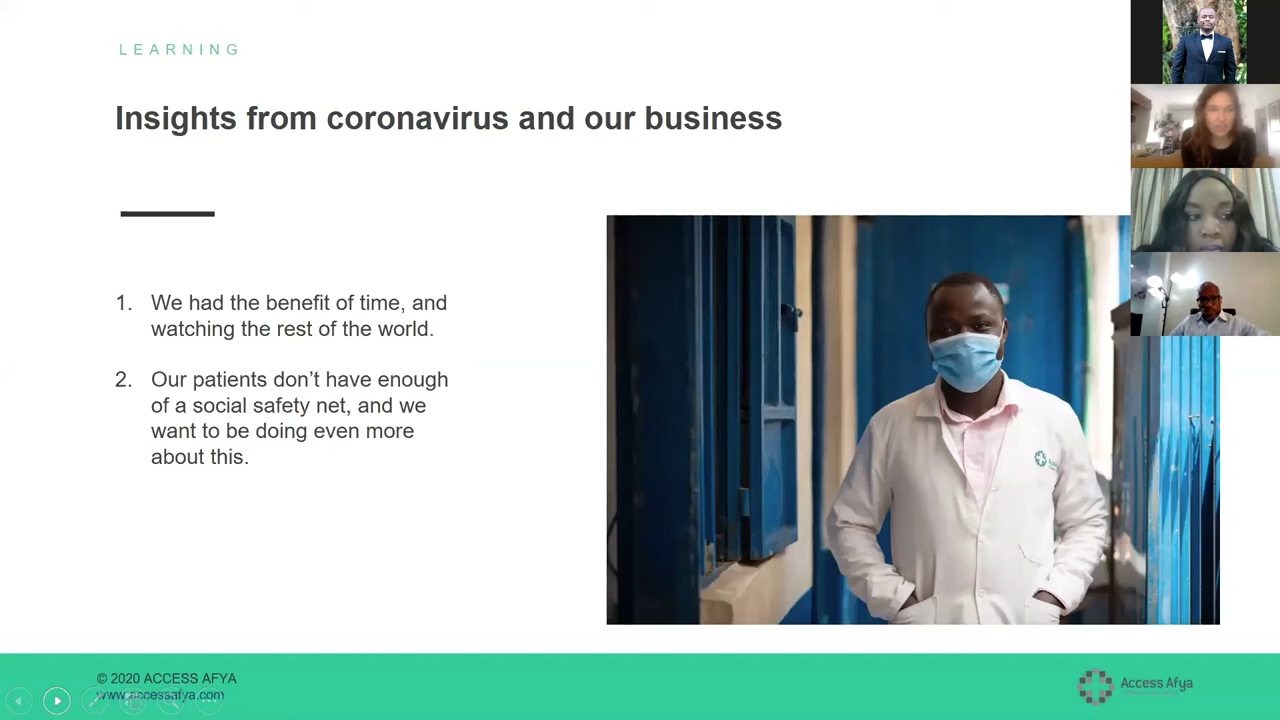 LEARNING
Insights from coronavirus and our business
1. We had the benefit of time, and
watching the rest of the world.
2. Our patients don’t have enough
of a social safety net, and we
want to be doing even more
about this.
© 2020 ACCESS AFYA
www.accessafya.com
Access Afya